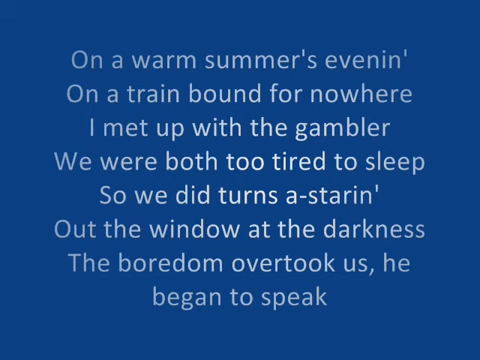 On a warm summer's evenin'
On a train bound for nowhere
I met up with the gambler
We were both too tired to sleep
So we did turns a-starin'
Out the window at the darkness
The boredom overtook us, he
began to speak